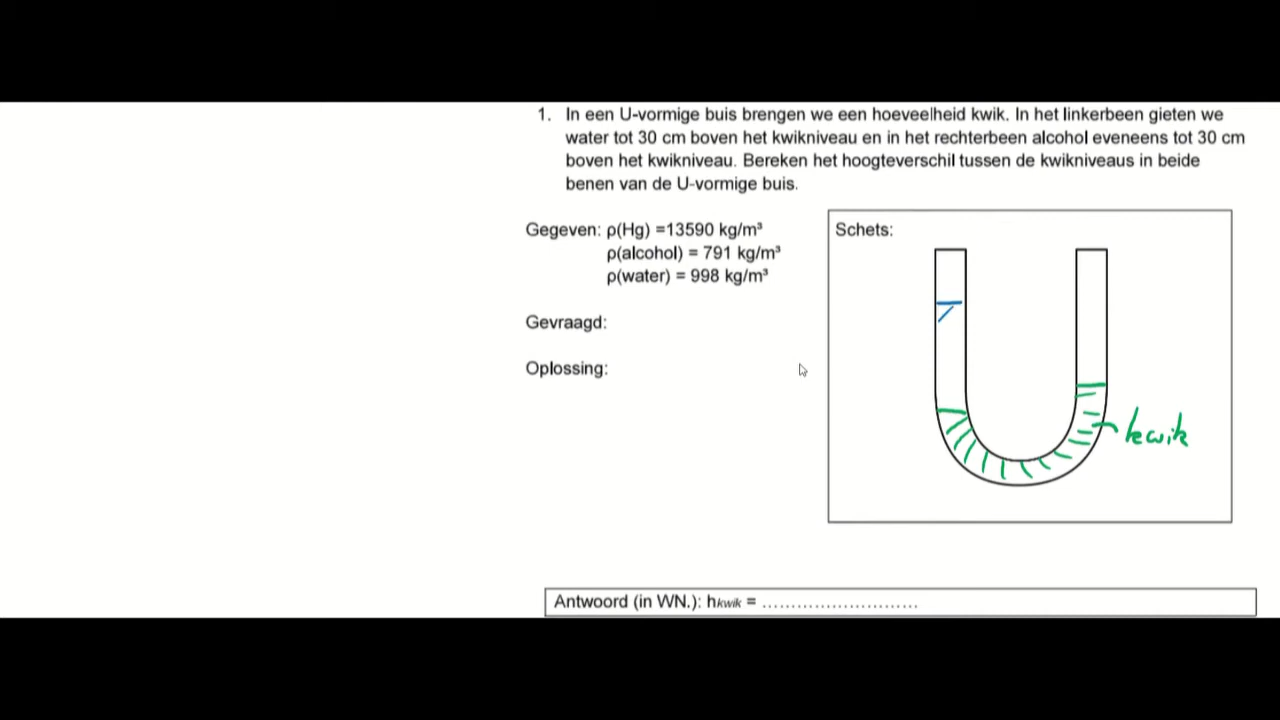 1. In een U-vormige buis brengen we een hoeveelheid kwik. In het linkerbeen gieten we
water tot 30 cm boven het kwikniveau en in het rechterbeen alcohol eveneens tot 30 cm
boven het kwikniveau. Bereken het hoogteverschil tussen de kwikniveaus in beide
benen van de U-vormige buis.
Gegeven: ρ(Hg) =13590 kg/m³
ρ(alcohol) = 791 kg/m³
ρ(water) = 998 kg/m³
Gevraagd:
Oplossing:
Schets:
kwik
Antwoord (in WN.): hkwik = ...........................